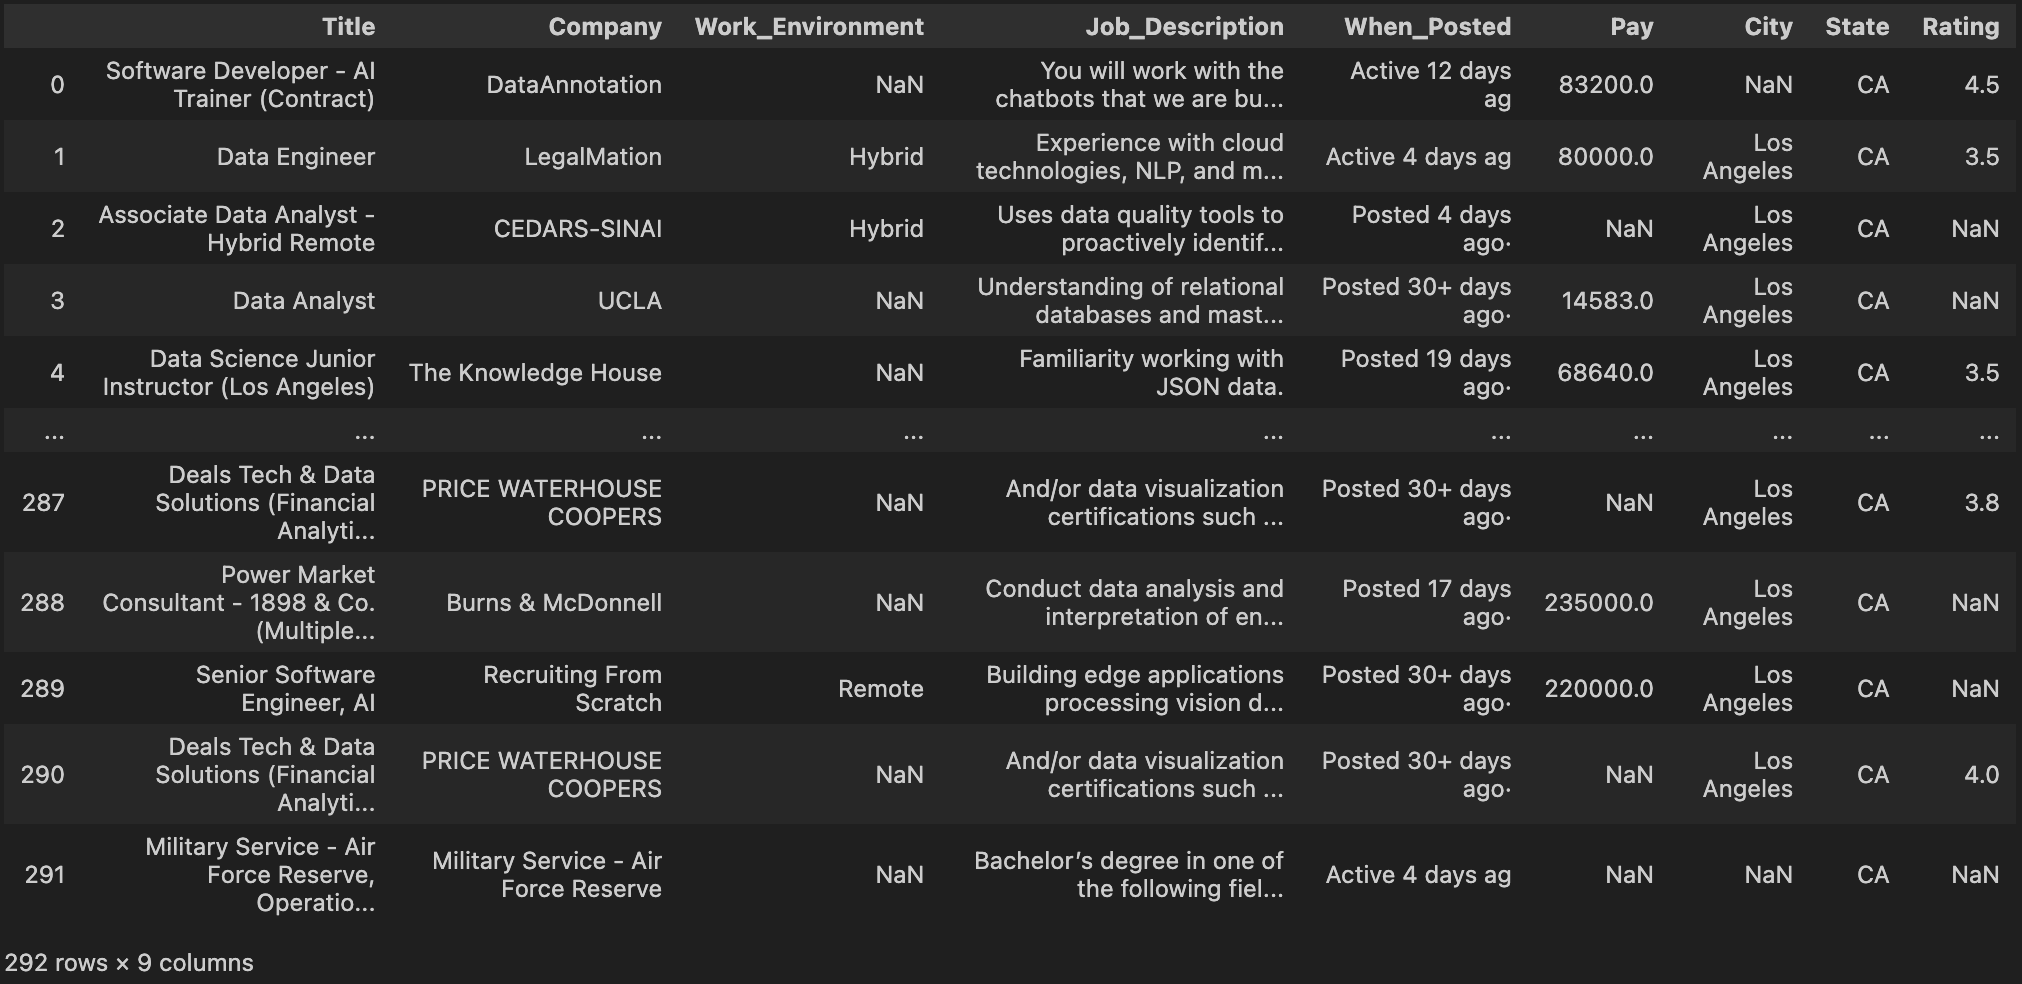 Title Company Work_Environment Job_Description When_Posted Pay City State Rating
0 Software Developer - AI Trainer (Contract) DataAnnotation NaN You will work with the chatbots that we are bu... Active 12 days ag 83200.0 NaN CA 4.5
1 Data Engineer LegalMation Hybrid Experience with cloud technologies, NLP, and m... Active 4 days ag 80000.0 Los Angeles CA 3.5
2 Associate Data Analyst - Hybrid Remote CEDARS-SINAI Hybrid Uses data quality tools to proactively identif... Posted 4 days ago· NaN Los Angeles CA NaN
3 Data Analyst UCLA NaN Understanding of relational databases and mast... Posted 30+ days ago· 14583.0 Los Angeles CA NaN
4 Data Science Junior Instructor (Los Angeles) The Knowledge House NaN Familiarity working with JSON data. Posted 19 days ago· 68640.0 Los Angeles CA 3.5
... ... ... ... ... ... ... ... ... ...
287 Deals Tech & Data Solutions (Financial Analyti... PRICE WATERHOUSE COOPERS NaN And/or data visualization certifications such ... Posted 30+ days ago· NaN Los Angeles CA 3.8
288 Power Market Consultant - 1898 & Co. (Multiple... Burns & McDonnell NaN Conduct data analysis and interpretation of en... Posted 17 days ago· 235000.0 Los Angeles CA NaN
289 Senior Software Engineer, AI Recruiting From Scratch Remote Building edge applications processing vision d... Posted 30+ days ago· 220000.0 Los Angeles CA NaN
290 Deals Tech & Data Solutions (Financial Analyti... PRICE WATERHOUSE COOPERS NaN And/or data visualization certifications such ... Posted 30+ days ago· NaN Los Angeles CA 4.0
291 Military Service - Air Force Reserve, Operatio... Military Service - Air Force Reserve NaN Bachelor’s degree in one of the following fiel... Active 4 days ag NaN NaN CA NaN
292 rows × 9 columns